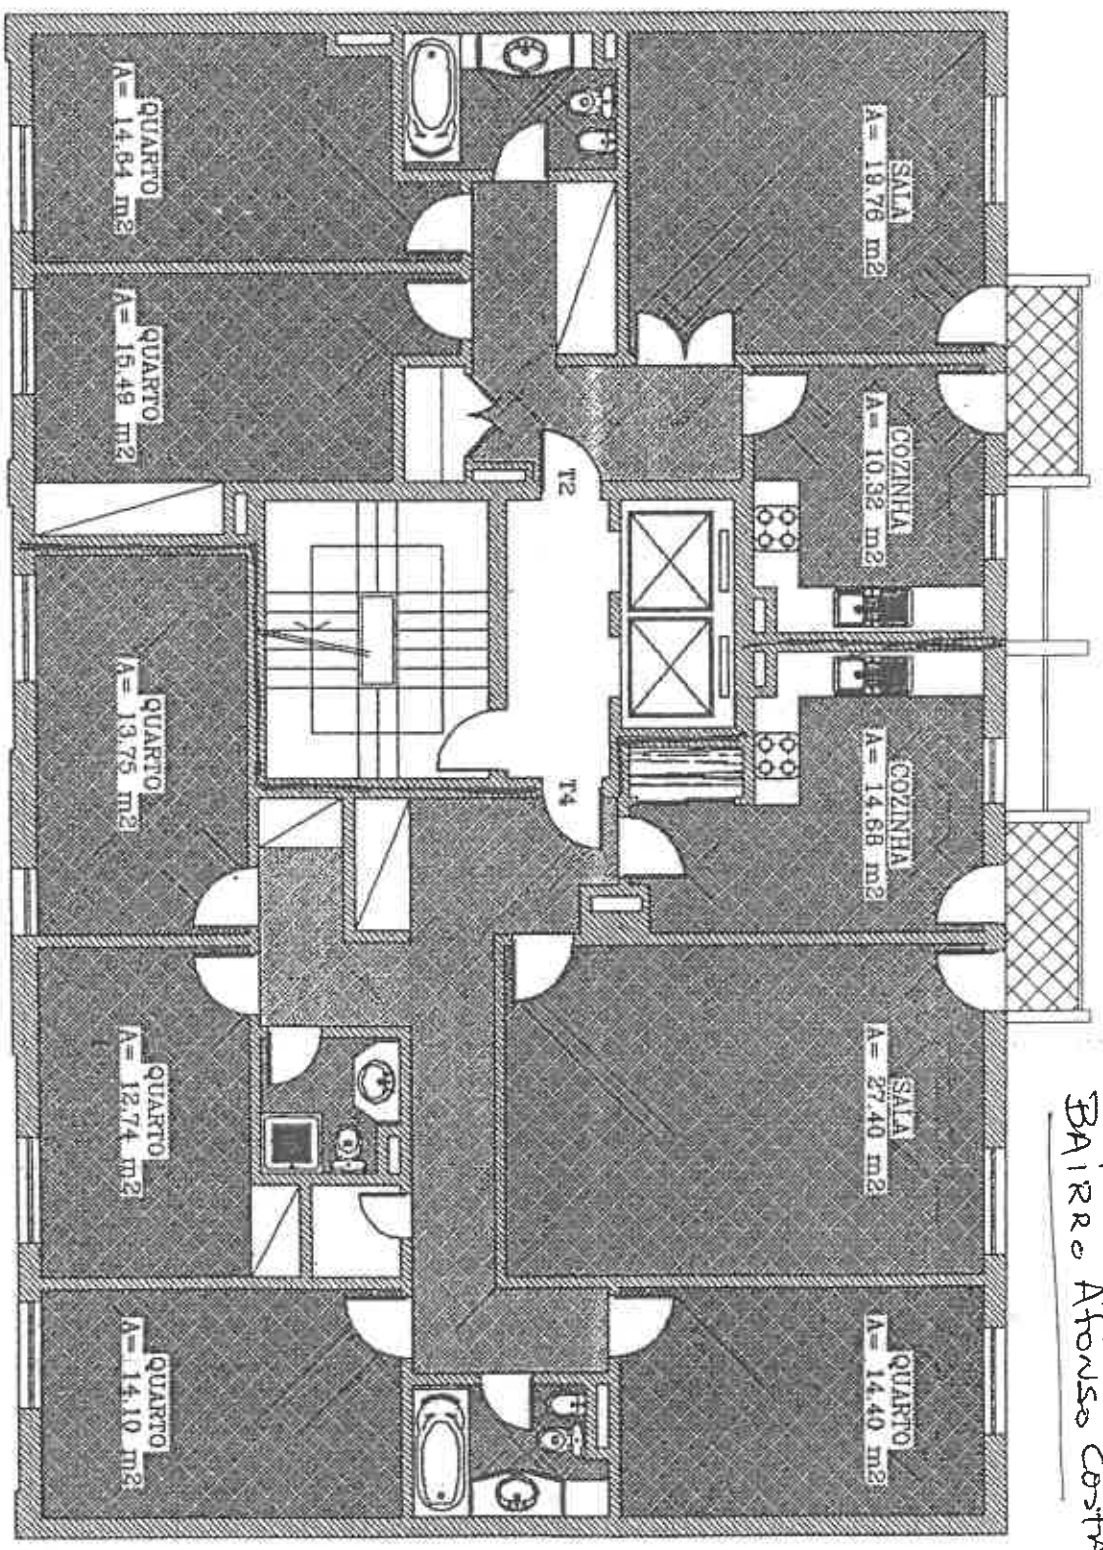 BAIRRO AFONSO COSTA
SALA
A= 19.76 m2
COZINHA
A= 10.32 m2
COZINHA
A= 14.66 m2
SALA
A= 27.40 m2
QUARTO
A= 14.40 m2
T2
T4
QUARTO
A= 14.64 m2
QUARTO
A= 15.49 m2
QUARTO
A= 13.75 m2
QUARTO
A= 12.74 m2
QUARTO
A= 14.10 m2